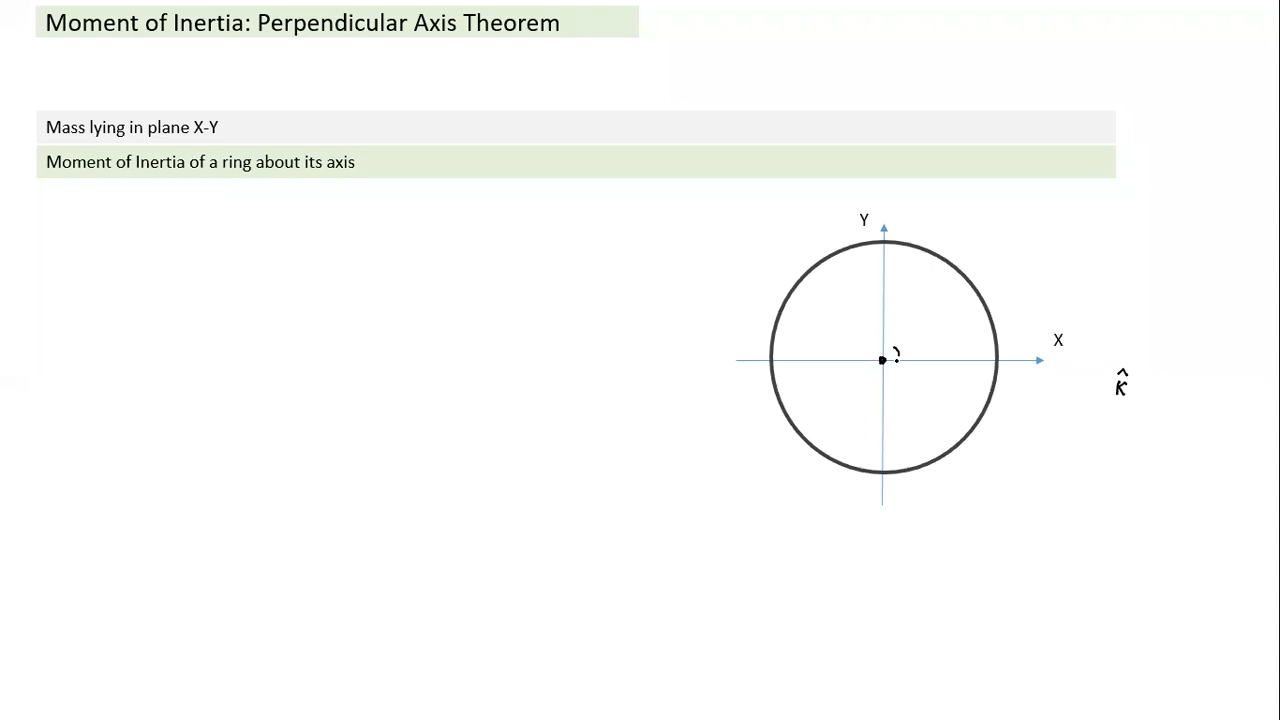 Moment of Inertia: Perpendicular Axis Theorem
Mass lying in plane X-Y
Moment of Inertia of a ring about its axis
Y
X
k̂